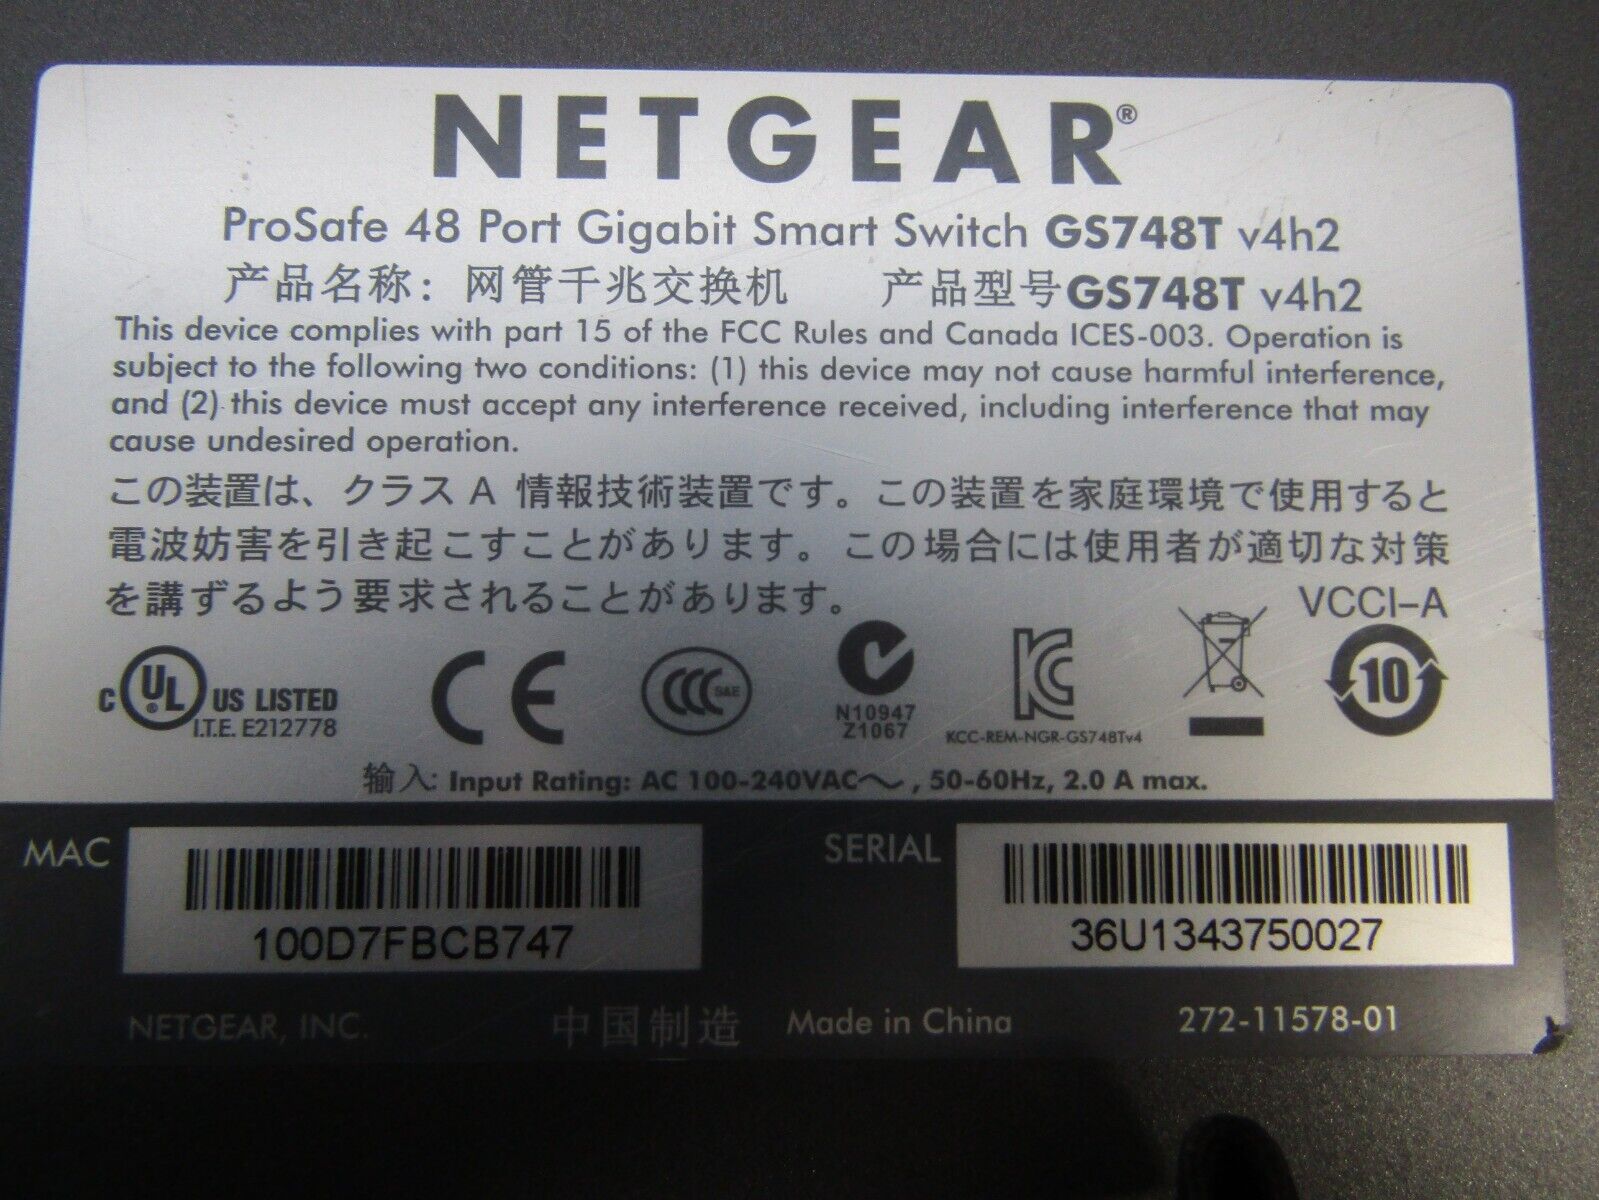 NETGEAR®
ProSafe 48 Port Gigabit Smart Switch GS748T v4h2
产品名称：网管千兆交换机 产品型号GS748T v4h2
This device complies with part 15 of the FCC Rules and Canada ICES-003. Operation is
subject to the following two conditions: (1) this device may not cause harmful interference,
and (2) this device must accept any interference received, including interference that may
cause undesired operation.
この装置は、クラス A 情報技術装置です。この装置を家庭環境で使用すると
電波妨害を引き起こすことがあります。この場合には使用者が適切な対策
を講ずるよう要求されることがあります。 VCCI-A
C UL® US LISTED
I.T.E. E212778
CE
CCC S&E
N10947
Z1067
KC
KCC-REM-NGR-GS748Tv4
10
输入: Input Rating: AC 100-240VAC～, 50-60Hz, 2.0 A max.
MAC
100D7FBCB747
SERIAL
36U1343750027
NETGEAR, INC. 中国制造 Made in China 272-11578-01